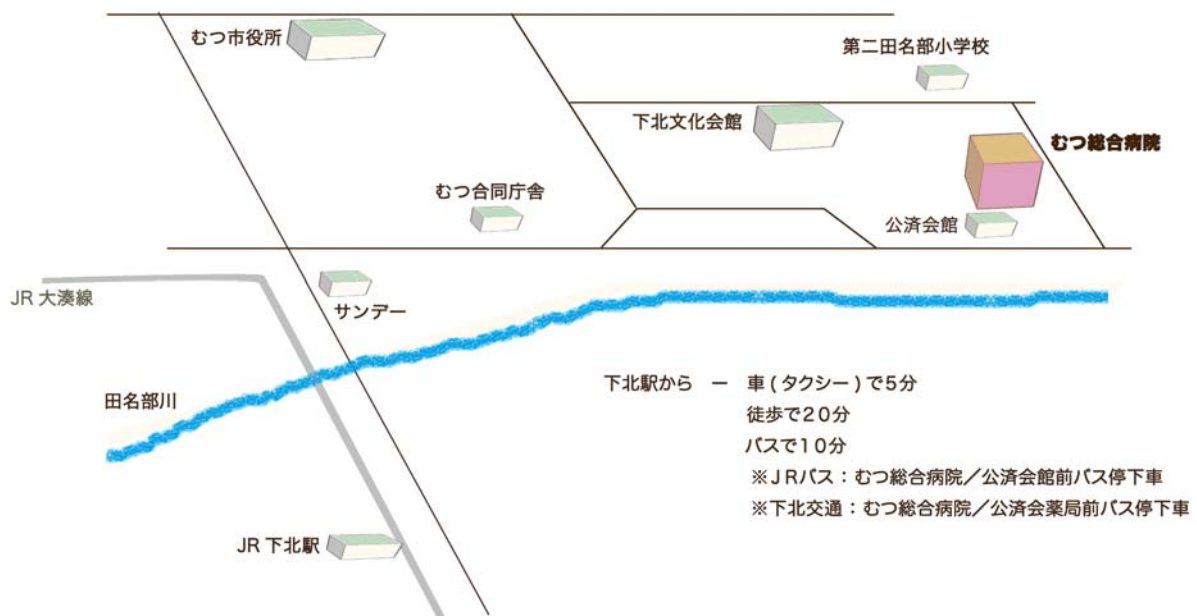 むつ市役所
第二田名部小学校
下北文化会館
むつ総合病院
むつ合同庁舎
公済会館
JR 大湊線
サンデー
田名部川
下北駅から － 車 ( タクシー ) で５分
徒歩で２０分
バスで１０分
※ＪＲバス：むつ総合病院／公済会館前バス停下車
※下北交通：むつ総合病院／公済会薬局前バス停下車
JR 下北駅